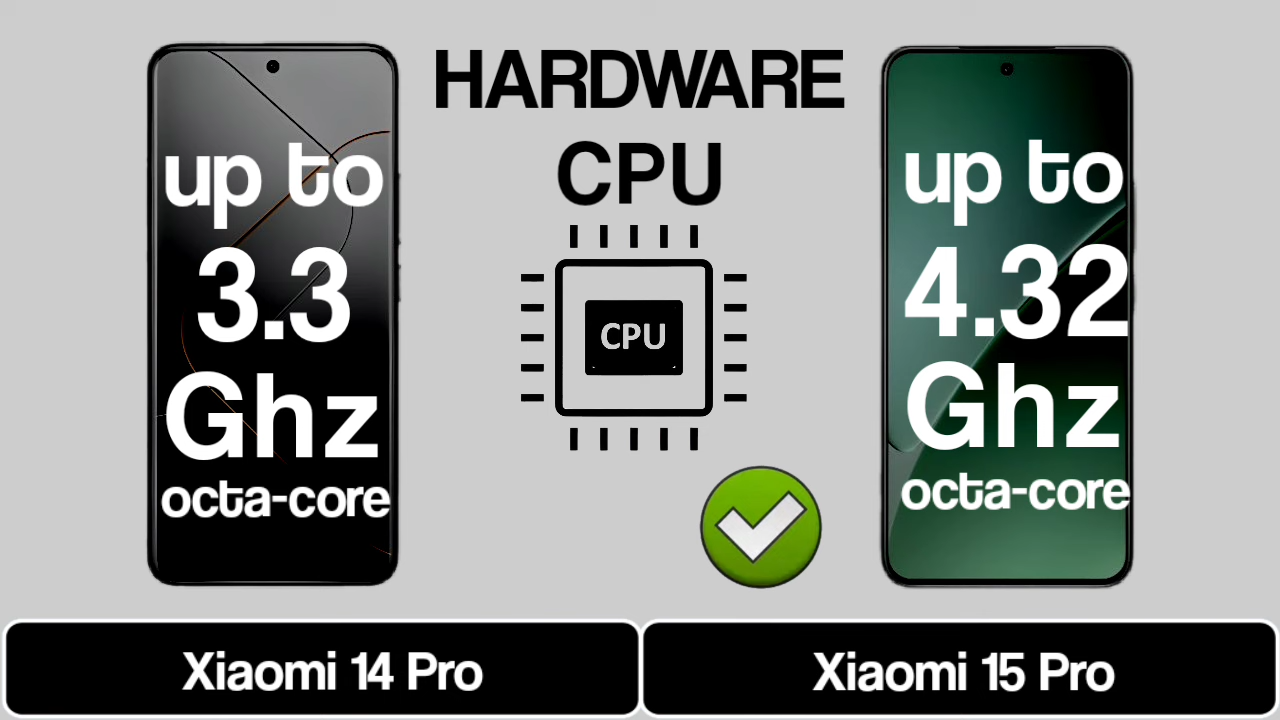 HARDWARE
CPU
CPU
up to
3.3
Ghz
octa-core
up to
4.32
Ghz
octa-core
Xiaomi 14 Pro
Xiaomi 15 Pro